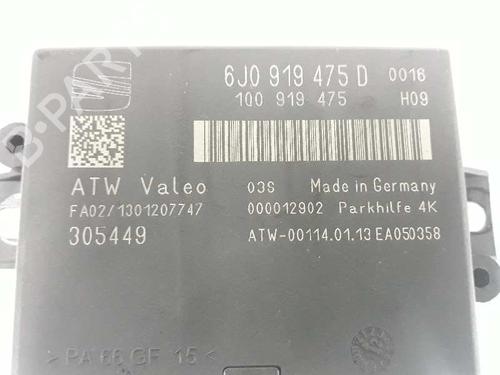 6J0 919 475 D 0016
1Q0 919 475 H09
ATW Valeo 03S Made in Germany
FA02/1301207747 000012902 Parkhilfe 4K
305449 ATW-00114.01.13 EA050358
>PA 66 GF 15<
B-PARTS